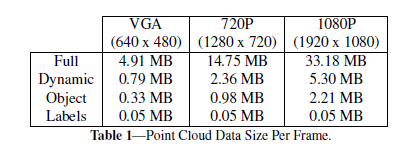 VGA 720P 1080P
(640 x 480) (1280 x 720) (1920 x 1080)
Full 4.91 MB 14.75 MB 33.18 MB
Dynamic 0.79 MB 2.36 MB 5.30 MB
Object 0.33 MB 0.98 MB 2.21 MB
Labels 0.05 MB 0.05 MB 0.05 MB
Table 1—Point Cloud Data Size Per Frame.